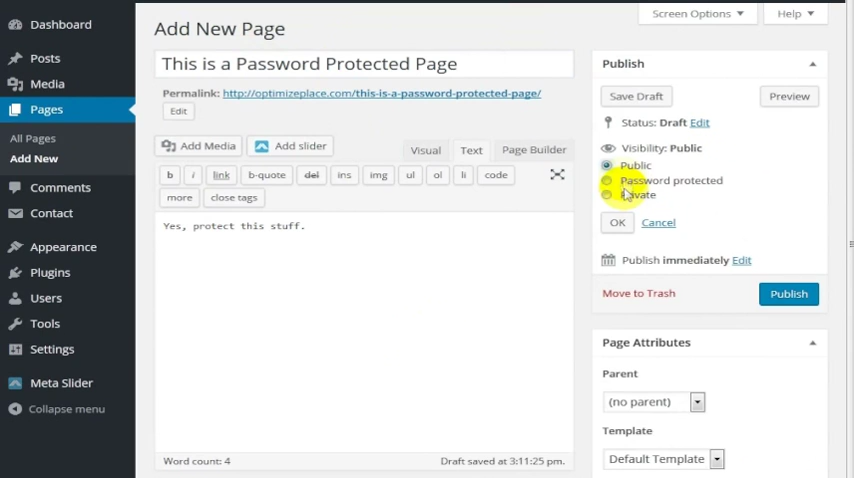 Screen Options
Help
Dashboard
Posts
Media
Pages
All Pages
Add New
Comments
Contact
Appearance
Plugins
Users
Tools
Settings
Meta Slider
Collapse menu
Add New Page
This is a Password Protected Page
Permalink: http://optimizeplace.com/this-is-a-password-protected-page/
Edit
Add Media Add slider
Visual Text Page Builder
b i link b-quote del ins img ul ol li code
more close tags
Yes, protect this stuff.
Word count: 4 Draft saved at 3:11:25 pm.
Publish
Save Draft Preview
Status: Draft Edit
Visibility: Public
Public
Password protected
Private
OK Cancel
Publish immediately Edit
Move to Trash Publish
Page Attributes
Parent
(no parent)
Template
Default Template